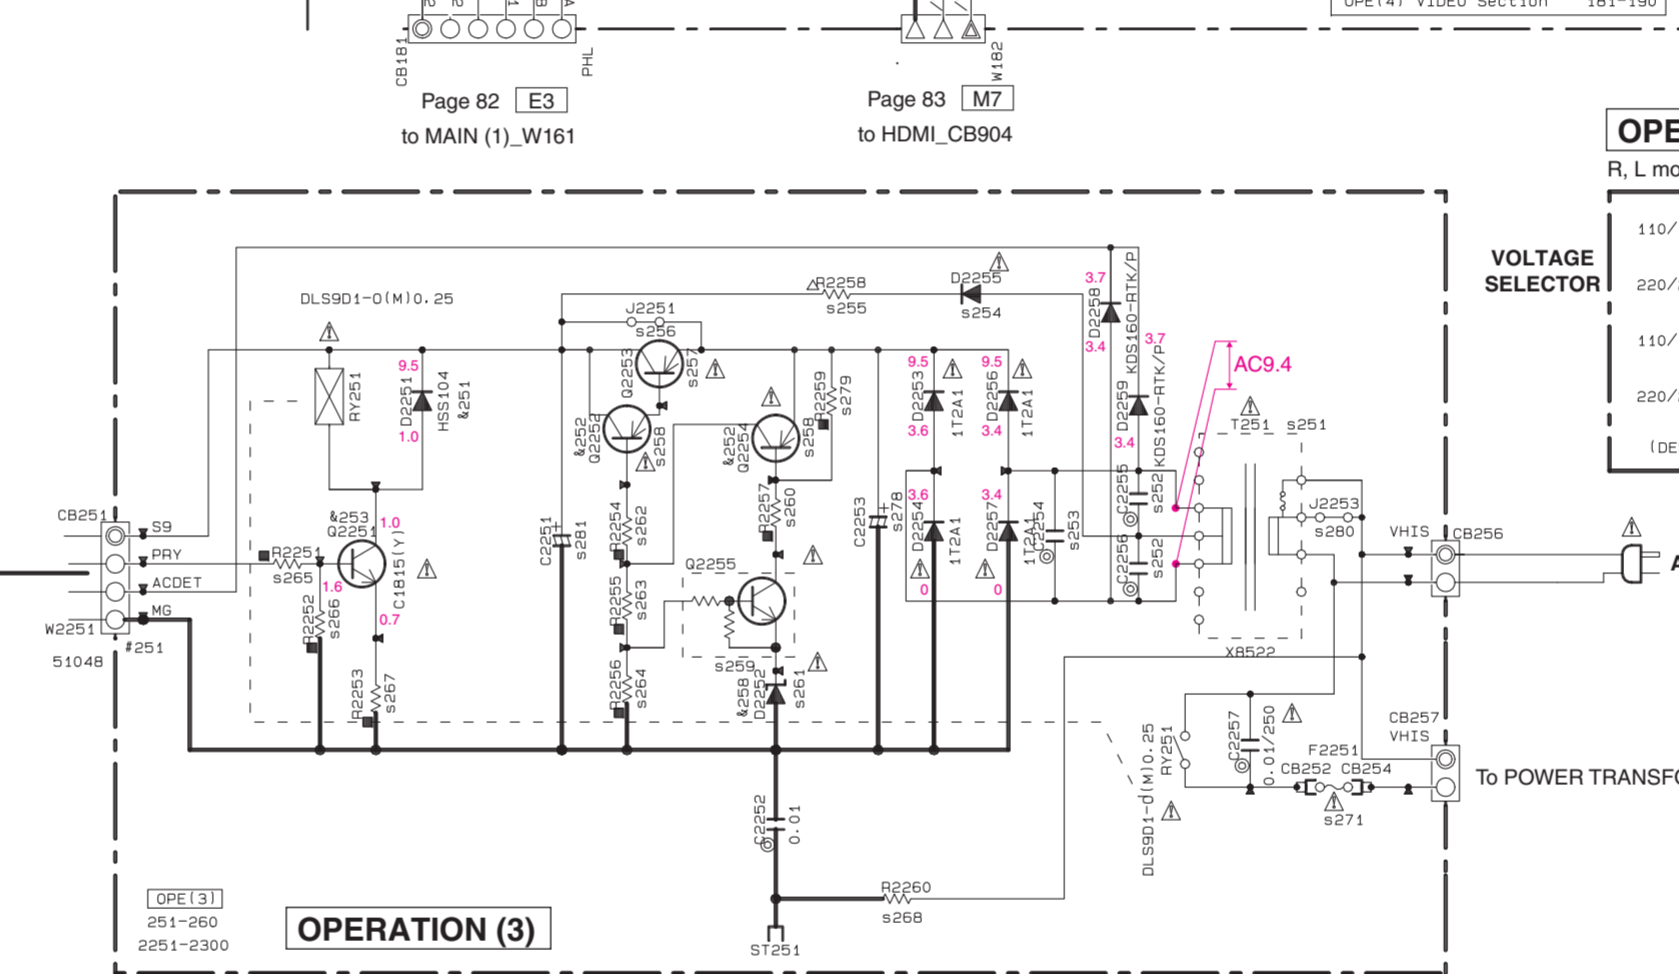 OPE(4) VIDEO Section 181-190
CB181
PHL
W182
Page 82 E3
to MAIN (1)_W161
Page 83 M7
to HDMI_CB904
OPE
R, L mo
VOLTAGE
SELECTOR
110/
220/
110/
220/
(DE
DLS9D1-O(M)0.25
RY251
9.5
D2251
HSS104
&251
1.0
J2251
s256
Q2253
s257
&252
Q2252
s258
R2258
s255
D2255
s254
&252
Q2254
s258
R2259
s279
9.5
D2253
1T2A1
3.6
9.5
D2256
1T2A1
3.4
3.7
D2258
KDS160-RTK/P
3.4
3.7
D2259
KDS160-RTK/P
3.4
AC9.4
T251 s251
X8522
J2253
s280
CB251
S9
PRY
ACDET
MG
W2251
51048
#251
&253
Q2251
C1815(Y)
1.0
R2251
s265
1.6
0.7
R2252
s266
R2253
s267
C2251
s281
R2254
s262
R2255
s263
R2256
s264
R2257
s260
Q2255
s259
&258
D2252
s261
C2253
s278
3.6
D2254
1T2A1
0
3.4
D2257
1T2A1
0
C2254
s253
C2255
s252
C2256
s252
VHIS
CB256
A
CB257
VHIS
DLS9D1-d(M)0.25
RY251
C2257
0.01/250
F2251
CB252 CB254
s271
To POWER TRANSFO
C2252
0.01
R2260
s268
ST251
OPE(3)
251-260
2251-2300
OPERATION (3)